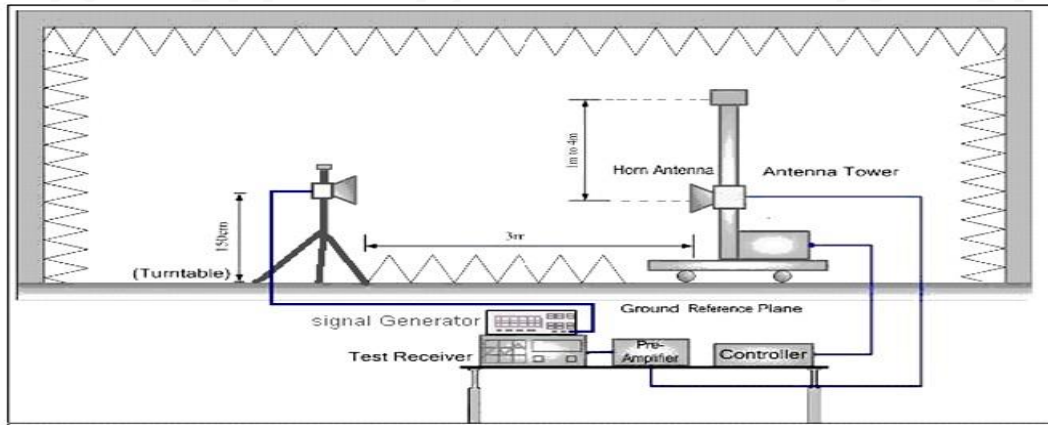 1m to 4m
Horn Antenna
Antenna Tower
150cm
3m
(Turntable)
Ground Reference Plane
signal Generator
Test Receiver
Pre-
Amplifier
Controller